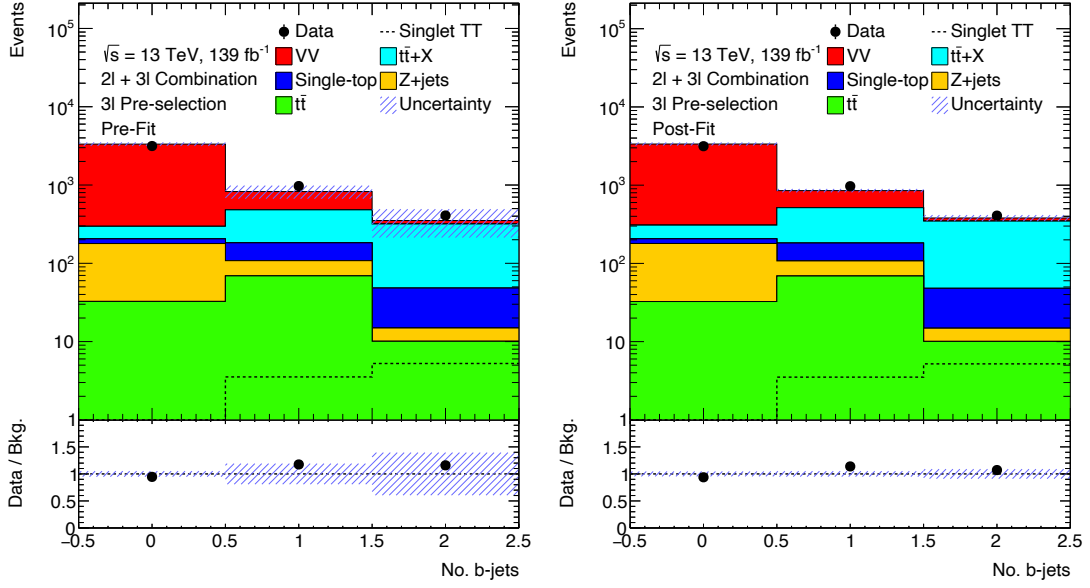 Events
10⁵
10⁴
10³
10²
10
1
√s = 13 TeV, 139 fb⁻¹
2l + 3l Combination
3l Pre-selection
Pre-Fit
Data
Singlet TT
VV
tt̄+X
Single-top
Z+jets
tt̄
Uncertainty
Data / Bkg.
1.5
1
0.5
0
−0.5 0 0.5 1 1.5 2 2.5
No. b-jets
Events
10⁵
10⁴
10³
10²
10
1
√s = 13 TeV, 139 fb⁻¹
2l + 3l Combination
3l Pre-selection
Post-Fit
Data
Singlet TT
VV
tt̄+X
Single-top
Z+jets
tt̄
Uncertainty
Data / Bkg.
1.5
1
0.5
0
−0.5 0 0.5 1 1.5 2 2.5
No. b-jets